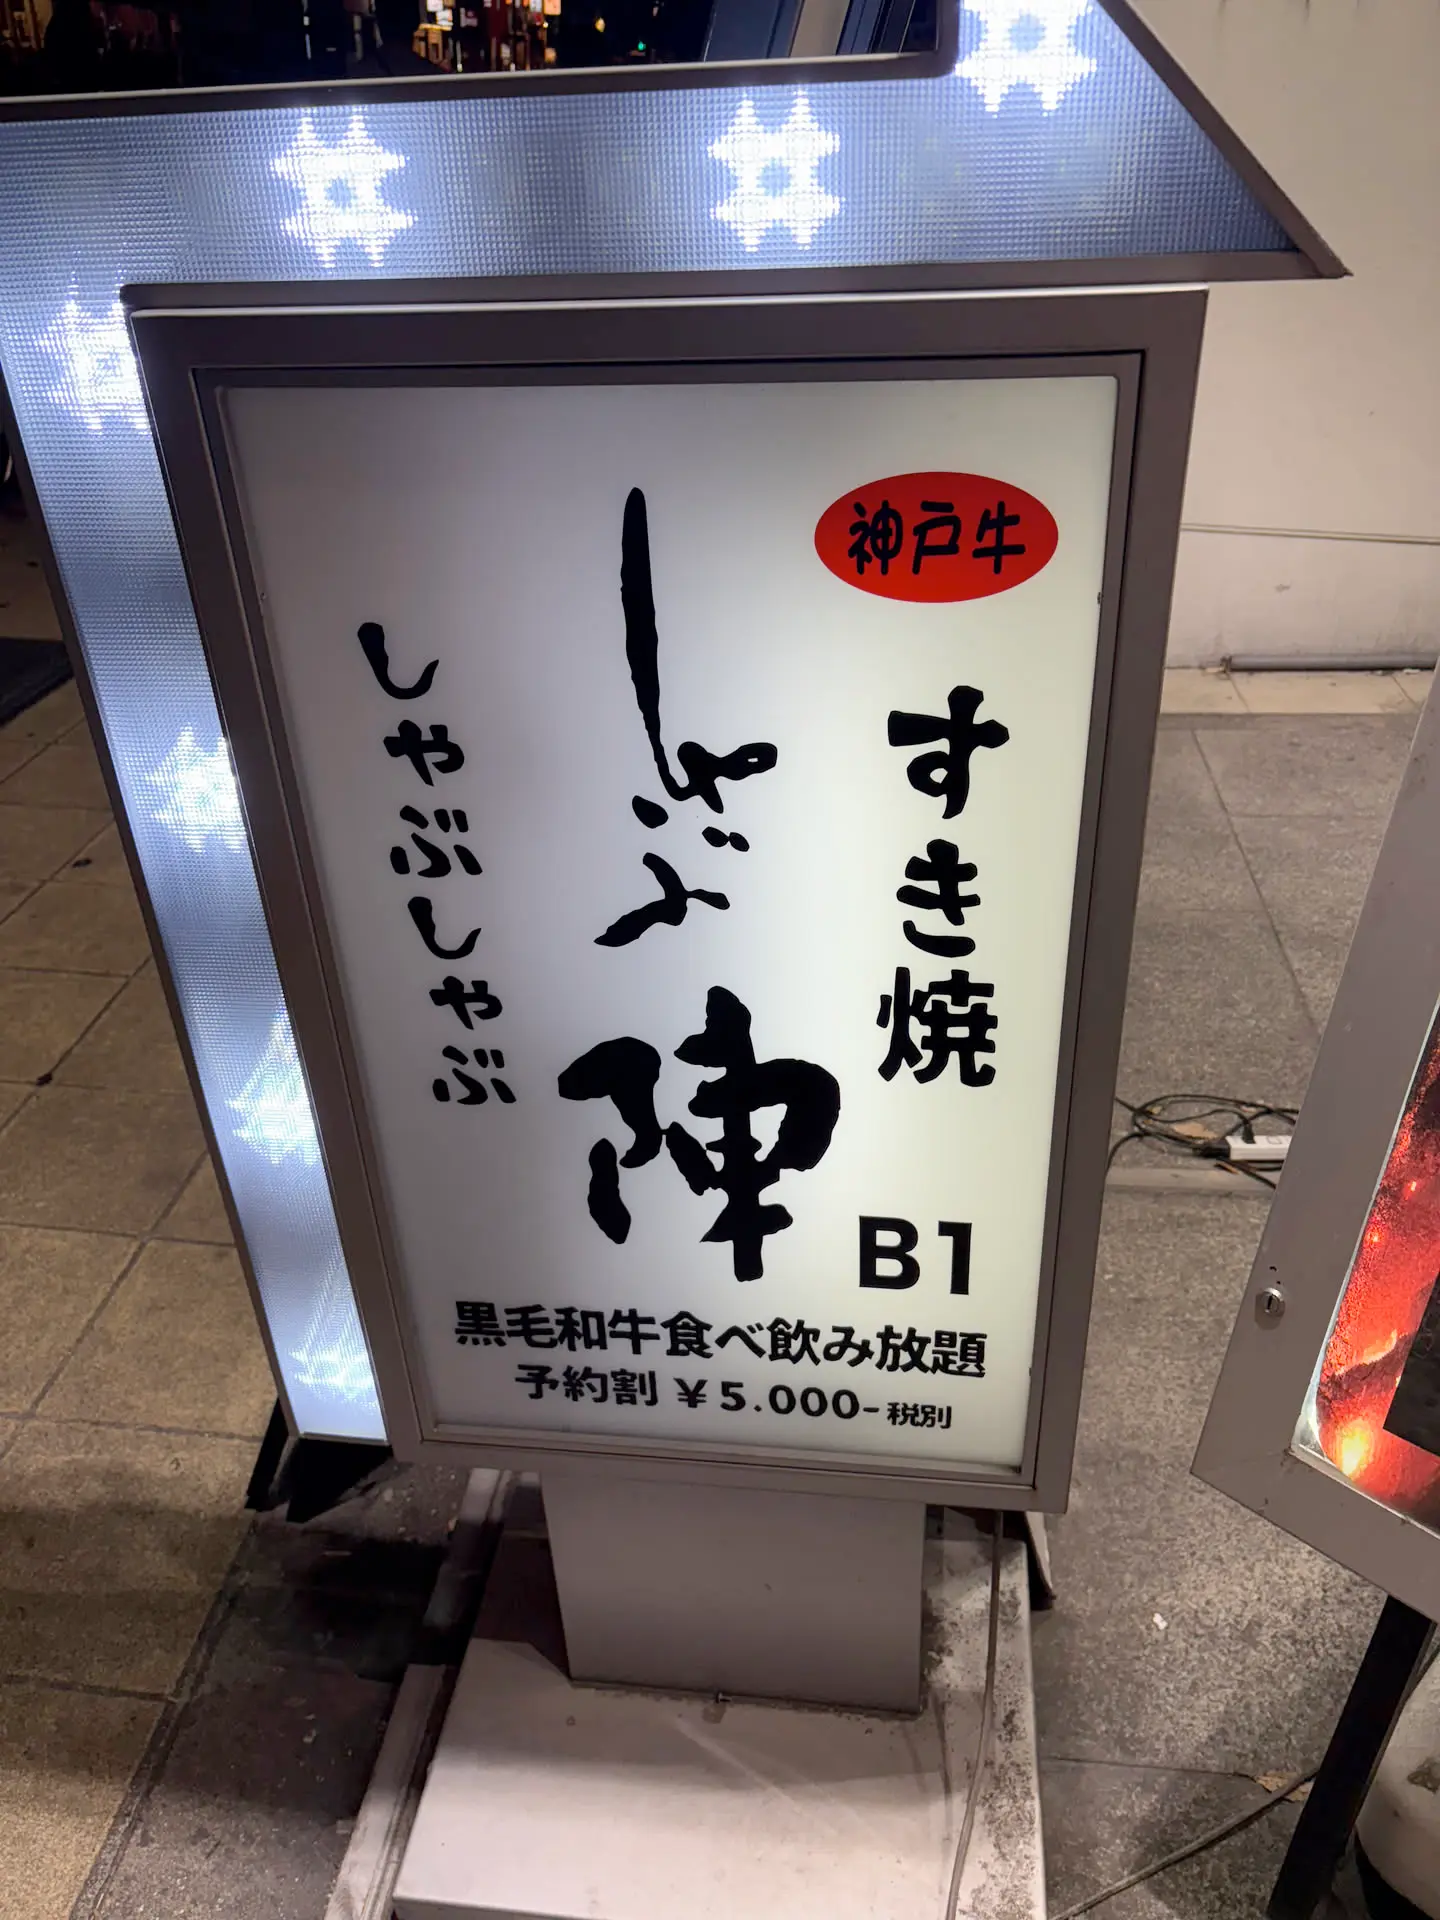 神戸牛
すき焼
しゃぶ陣
しゃぶしゃぶ
B1
黒毛和牛食べ飲み放題
予約割 ¥5.000-税別